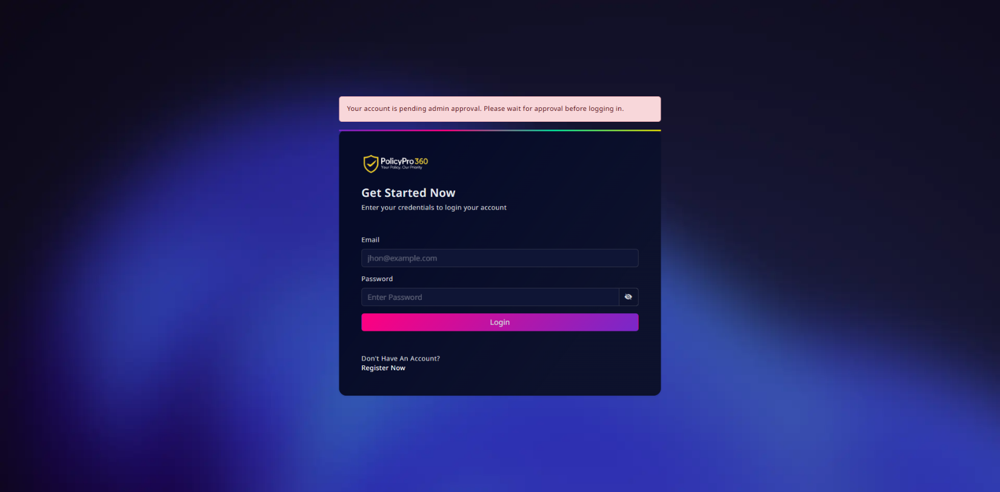 Your account is pending admin approval. Please wait for approval before logging in.
PolicyPro360
Your Policy, Our Priority
Get Started Now
Enter your credentials to login your account
Email
jhon@example.com
Password
Enter Password
Login
Don't Have An Account?
Register Now